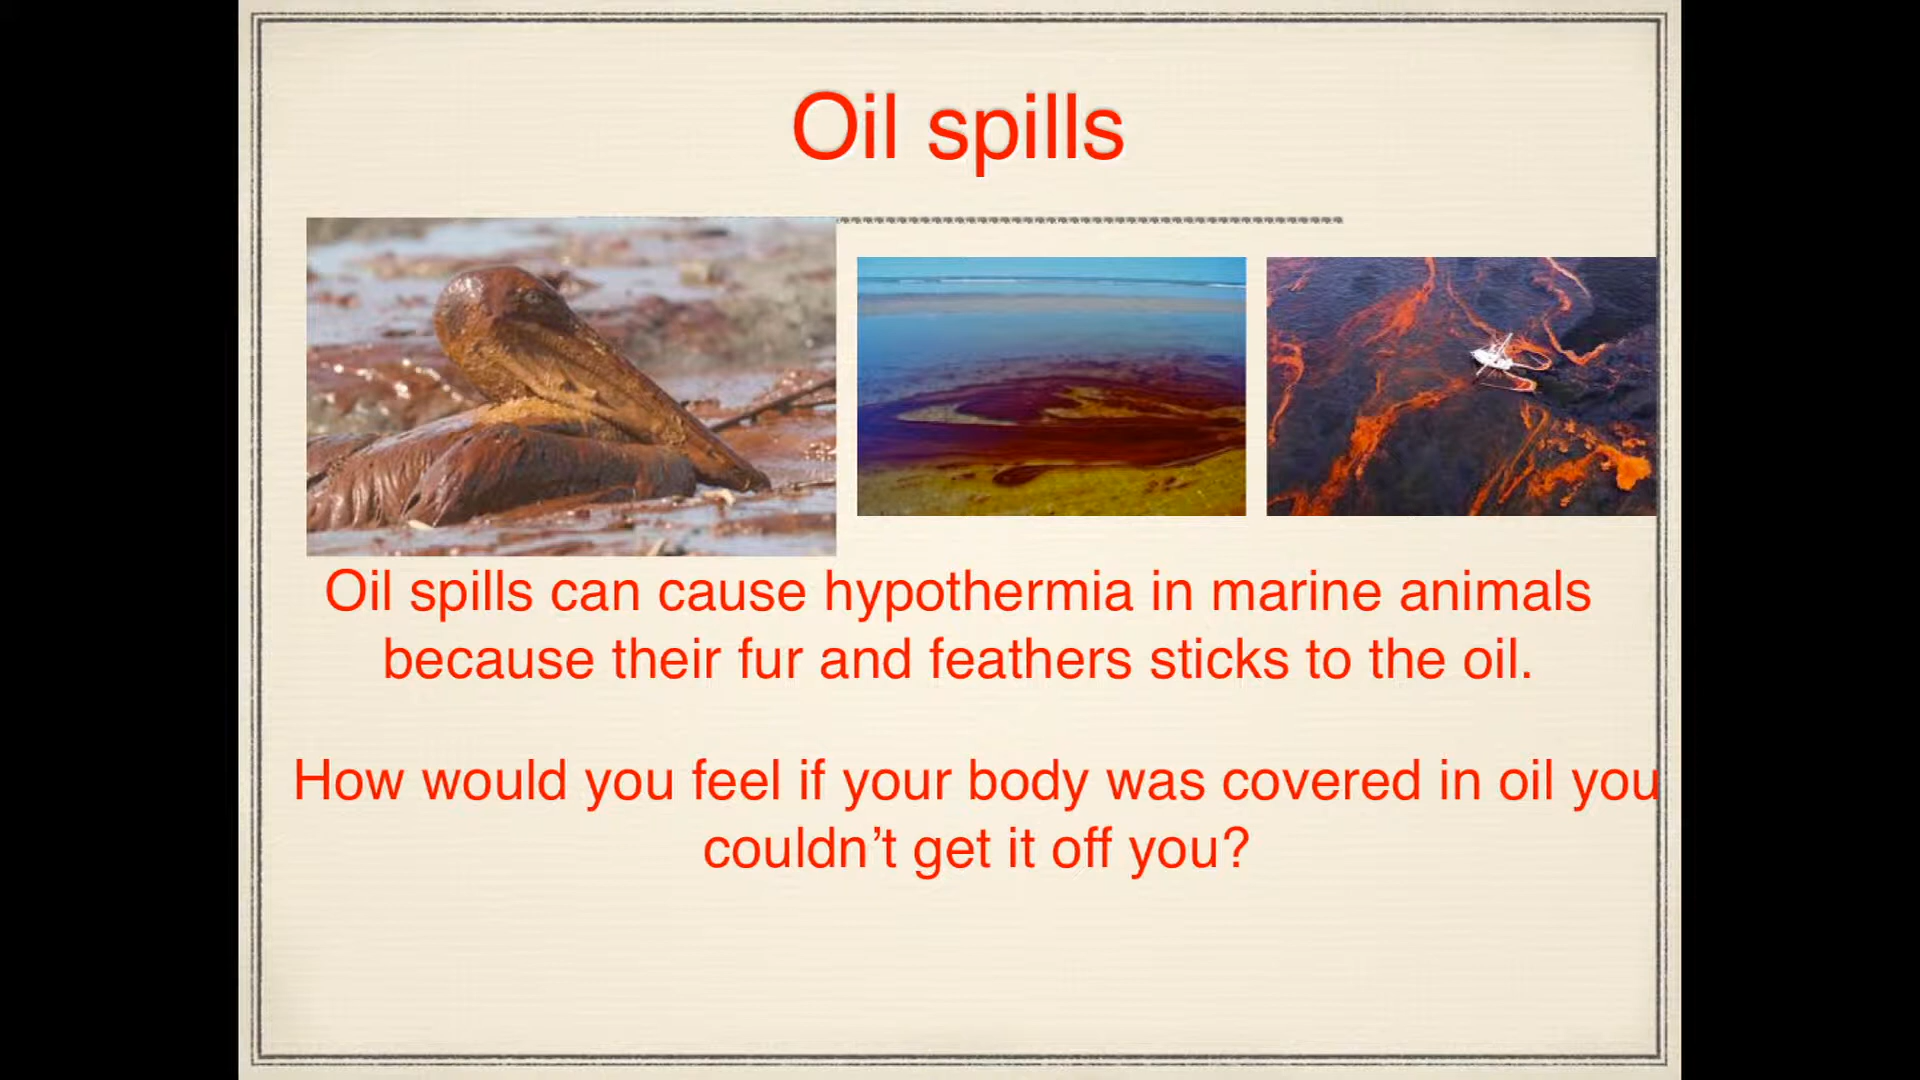 Oil spills
Oil spills can cause hypothermia in marine animals
because their fur and feathers sticks to the oil.
How would you feel if your body was covered in oil you
couldn’t get it off you?